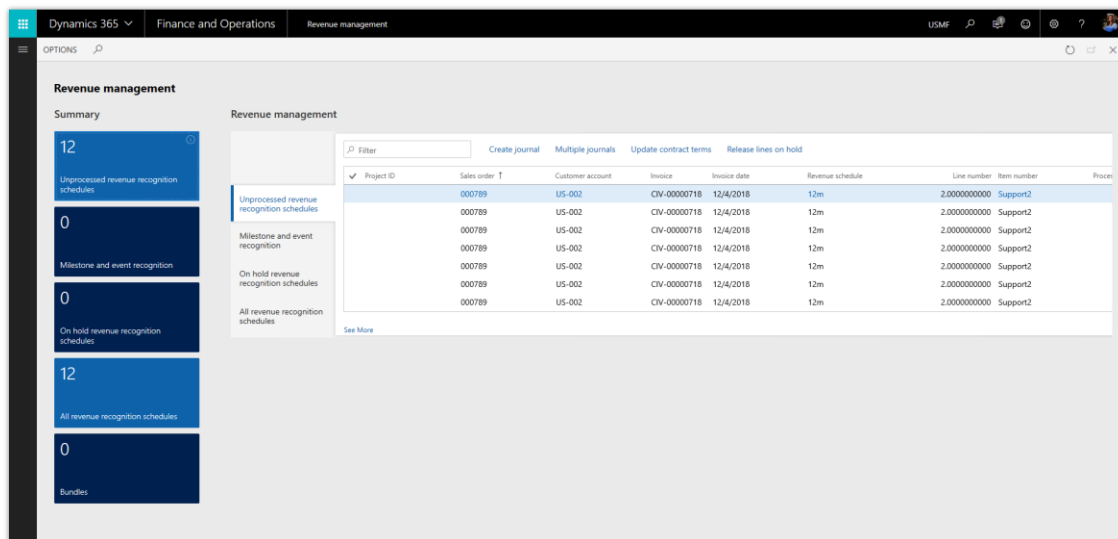 Dynamics 365 Finance and Operations Revenue management USMF ?
OPTIONS
Revenue management
Summary
12
Unprocessed revenue recognition
schedules
0
Milestone and event recognition
0
On hold revenue recognition
schedules
12
All revenue recognition schedules
0
Bundles
Revenue management
Unprocessed revenue
recognition schedules
Milestone and event
recognition
On hold revenue
recognition schedules
All revenue recognition
schedules
Filter Create journal Multiple journals Update contract terms Release lines on hold
Project ID Sales order ↑ Customer account Invoice Invoice date Revenue schedule Line number Item number Proces
000789 US-002 CIV-00000718 12/4/2018 12m 2.0000000000 Support2
000789 US-002 CIV-00000718 12/4/2018 12m 2.0000000000 Support2
000789 US-002 CIV-00000718 12/4/2018 12m 2.0000000000 Support2
000789 US-002 CIV-00000718 12/4/2018 12m 2.0000000000 Support2
000789 US-002 CIV-00000718 12/4/2018 12m 2.0000000000 Support2
000789 US-002 CIV-00000718 12/4/2018 12m 2.0000000000 Support2
000789 US-002 CIV-00000718 12/4/2018 12m 2.0000000000 Support2
See More